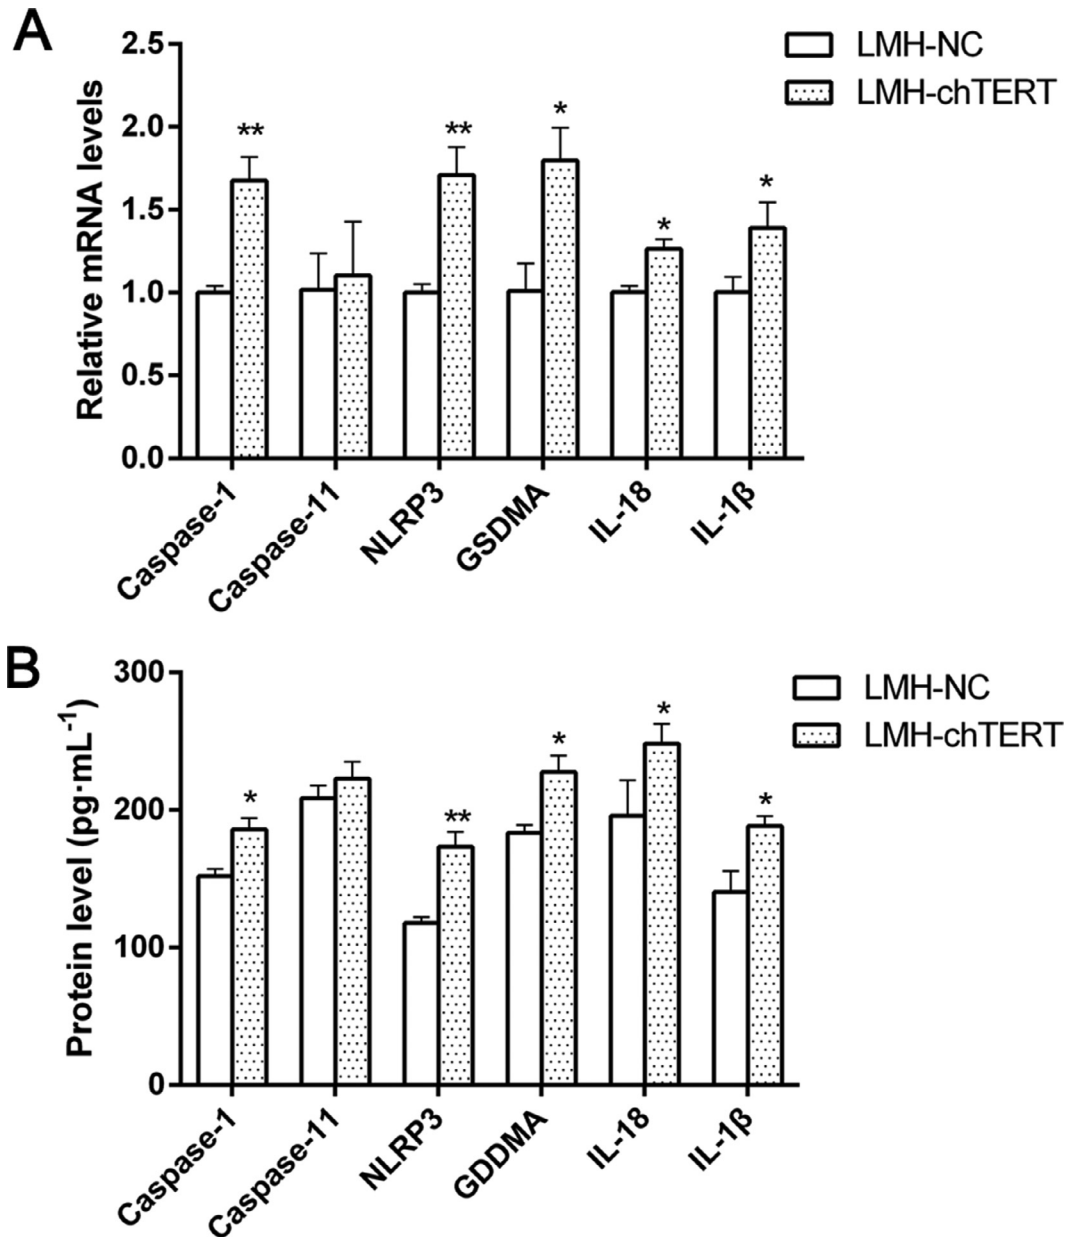 A
LMH-NC
LMH-chTERT
Relative mRNA levels
2.5
2.0
1.5
1.0
0.5
0.0
** ** * * *
Caspase-1
Caspase-11
NLRP3
GSDMA
IL-18
IL-1β
B
LMH-NC
LMH-chTERT
Protein level (pg·mL-1)
300
200
100
0
* ** * * *
Caspase-1
Caspase-11
NLRP3
GDDMA
IL-18
IL-1β